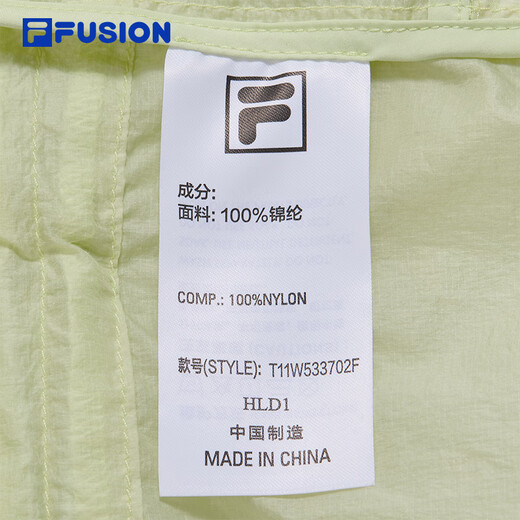 FUSION
成分:
面料: 100%锦纶
COMP.: 100%NYLON
款号(STYLE): T11W533702F
HLD1
中国制造
MADE IN CHINA